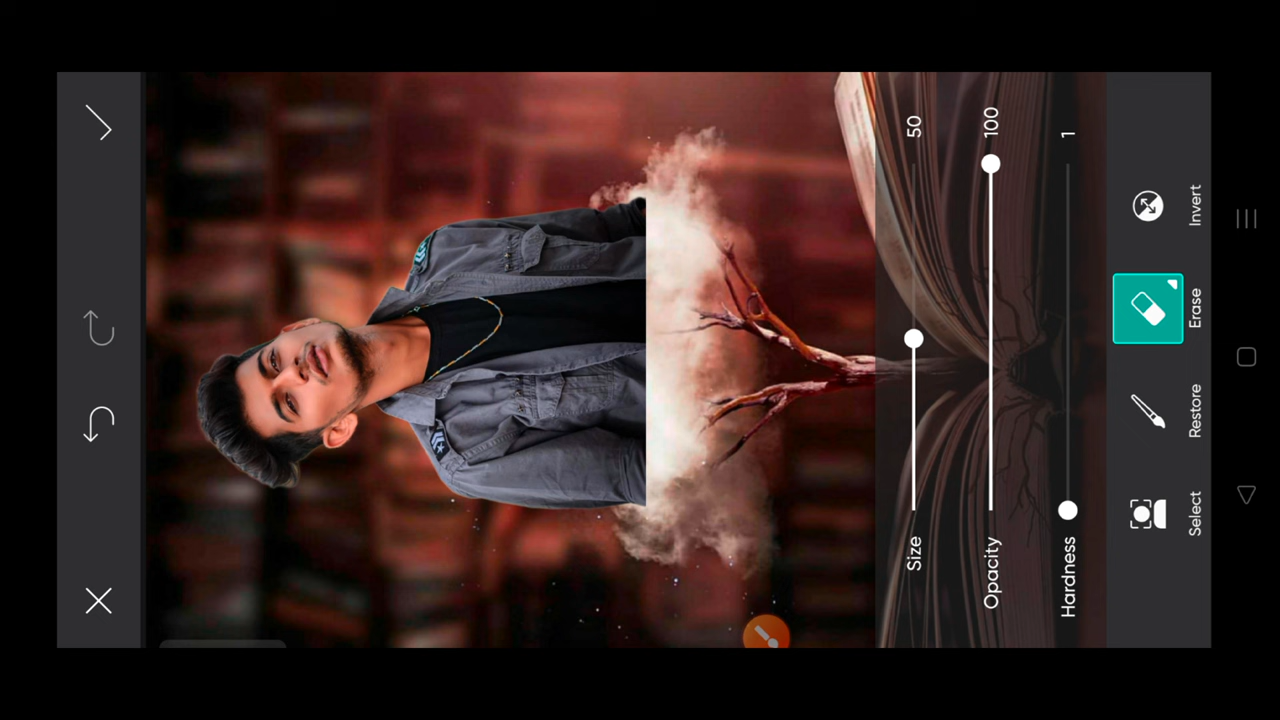 Size 50
Opacity 100
Hardness 1
Select
Restore
Erase
Invert